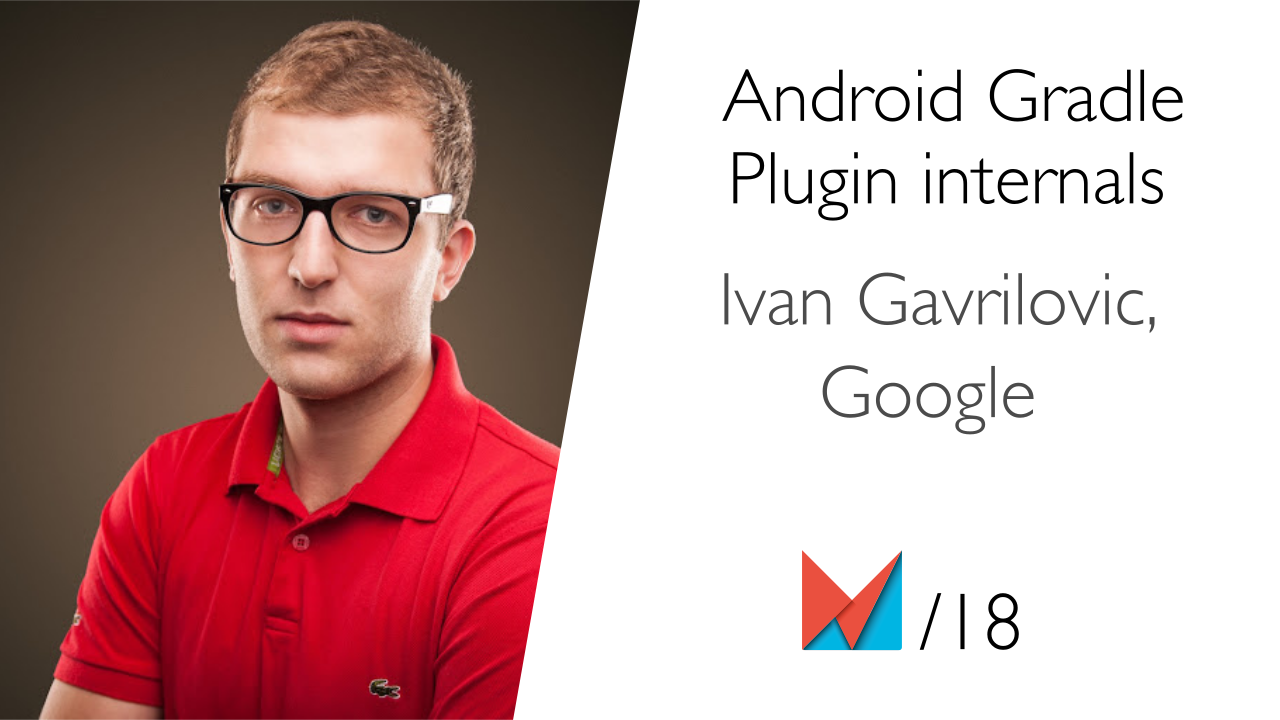 Android Gradle
Plugin internals
Ivan Gavrilovic,
Google
/18